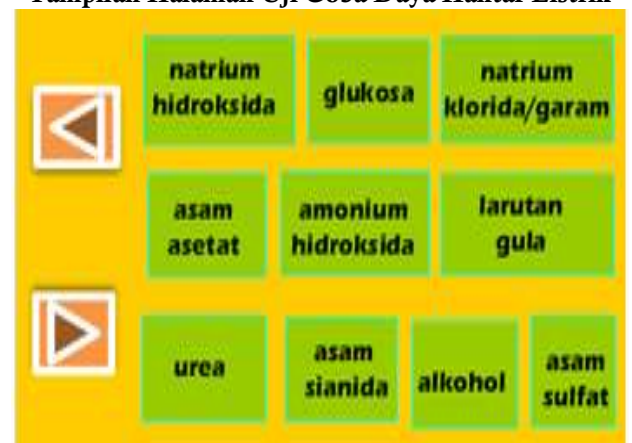 Tampilan Halaman Uji Coba Daya Hantar Listrik
natrium
hidroksida
glukosa
natrium
klorida/garam
asam
asetat
amonium
hidroksida
larutan
gula
urea
asam
sianida
alkohol
asam
sulfat